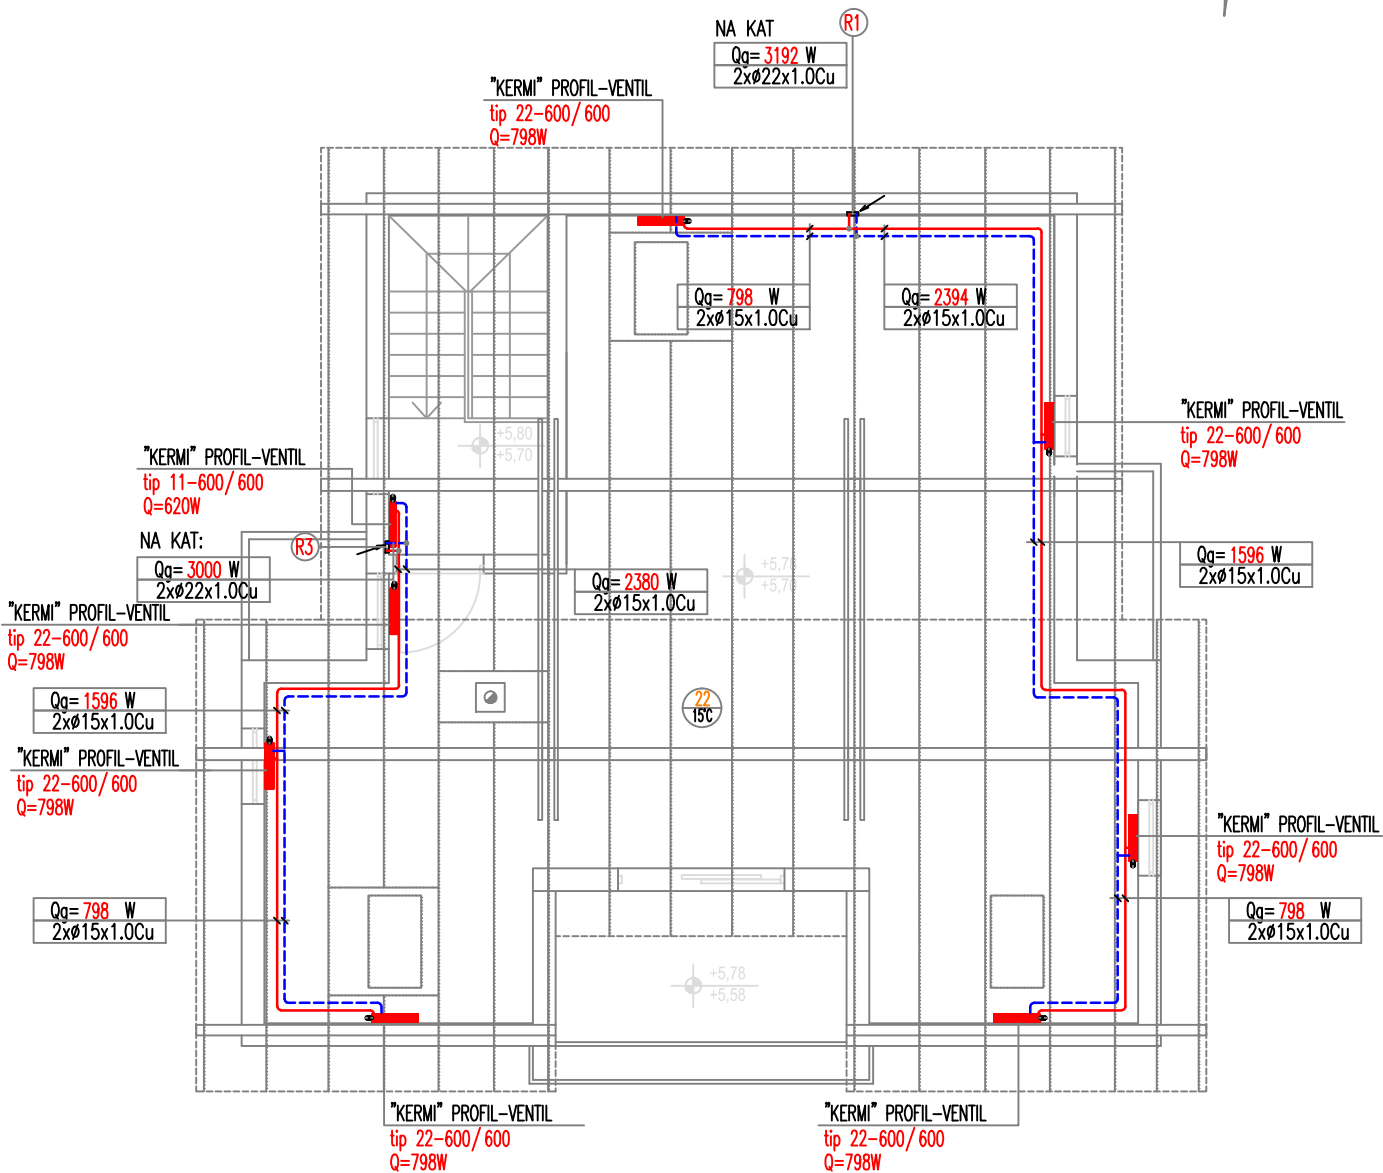 NA KAT
R1
Qg= 3192 W
2xø22x1.0Cu
"KERMI" PROFIL-VENTIL
tip 22-600/600
Q=798W
Qg= 798 W
2xø15x1.0Cu
Qg= 2394 W
2xø15x1.0Cu
"KERMI" PROFIL-VENTIL
tip 22-600/600
Q=798W
+5,80
+5,70
"KERMI" PROFIL-VENTIL
tip 11-600/600
Q=620W
NA KAT:
R3
Qg= 3000 W
2xø22x1.0Cu
Qg= 2380 W
2xø15x1.0Cu
+5,76
+5,70
Qg= 1596 W
2xø15x1.0Cu
"KERMI" PROFIL-VENTIL
tip 22-600/600
Q=798W
Qg= 1596 W
2xø15x1.0Cu
22
15°C
"KERMI" PROFIL-VENTIL
tip 22-600/600
Q=798W
"KERMI" PROFIL-VENTIL
tip 22-600/600
Q=798W
Qg= 798 W
2xø15x1.0Cu
Qg= 798 W
2xø15x1.0Cu
+5,78
+5,58
"KERMI" PROFIL-VENTIL
tip 22-600/600
Q=798W
"KERMI" PROFIL-VENTIL
tip 22-600/600
Q=798W